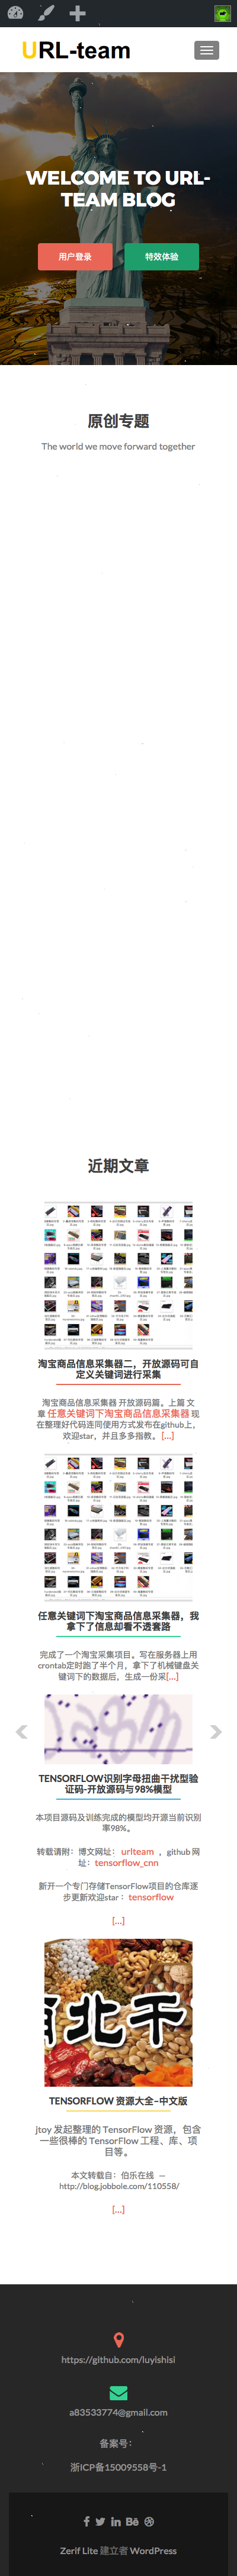 URL-team
WELCOME TO URL-
TEAM BLOG
用户登录
特效体验
原创专题
The world we move forward together
近期文章
淘宝商品信息采集器二，开放源码可自
定义关键词进行采集
淘宝商品信息采集器 开放源码篇。上篇 文
章 任意关键词下淘宝商品信息采集器 现
在整理好代码连同使用方式发布在github上，
欢迎star，并且多多指教。 [...]
任意关键词下淘宝商品信息采集器，我
拿下了信息却看不透套路
完成了一个淘宝采集项目。写在服务器上用
crontab定时跑了半个月，拿下了机械键盘关
键词下的数据后，生成一份采[...]
TENSORFLOW识别字母扭曲干扰型验
证码-开放源码与98%模型
本项目源码及训练完成的模型均开源当前识别
率98%。
转载请附：博文网址： urlteam ，github 网
址：tensorflow_cnn
新开一个专门存储TensorFlow项目的仓库逐
步更新欢迎star ：tensorflow
[...]
南北干
TENSORFLOW 资源大全–中文版
jtoy 发起整理的 TensorFlow 资源，包含
一些很棒的 TensorFlow 工程、库、项
目等。
本文转载自：伯乐在线 —
http://blog.jobbole.com/110558/
[...]
https://github.com/luyishisi
a83533774@gmail.com
备案号：
浙ICP备15009558号-1
Zerif Lite 建立者 WordPress